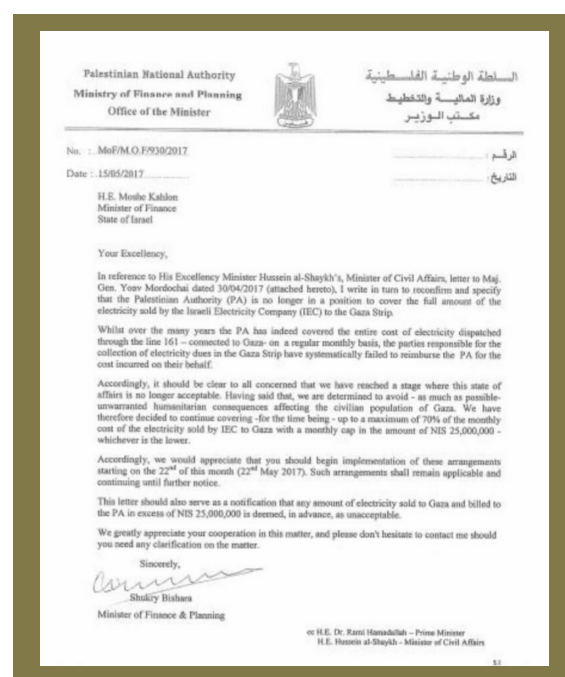 Palestinian National Authority
Ministry of Finance and Planning
Office of the Minister
السلطة الوطنية الفلسطينية
وزارة المالية والتخطيط
مكتب الوزير
No. : MoF/M.O.F/930/2017
Date : 15/05/2017
الرقم :
التاريخ :
H.E. Moshe Kahlon
Minister of Finance
State of Israel
Your Excellency,
In reference to His Excellency Minister Hussein al-Shaykh's, Minister of Civil Affairs, letter to Maj.
Gen. Yoav Mordochai dated 30/04/2017 (attached hereto), I write in turn to reconfirm and specify
that the Palestinian Authority (PA) is no longer in a position to cover the full amount of the
electricity sold by the Israeli Electricity Company (IEC) to the Gaza Strip.
Whilst over the many years the PA has indeed covered the entire cost of electricity dispatched
through the line 161 – connected to Gaza- on a regular monthly basis, the parties responsible for the
collection of electricity dues in the Gaza Strip have systematically failed to reimburse the PA for the
cost incurred on their behalf.
Accordingly, it should be clear to all concerned that we have reached a stage where this state of
affairs is no longer acceptable. Having said that, we are determined to avoid - as much as possible-
unwarranted humanitarian consequences affecting the civilian population of Gaza. We have
therefore decided to continue covering -for the time being - up to a maximum of 70% of the monthly
cost of the electricity sold by IEC to Gaza with a monthly cap in the amount of NIS 25,000,000 -
whichever is the lower.
Accordingly, we would appreciate that you should begin implementation of these arrangements
starting on the 22nd of this month (22nd May 2017). Such arrangements shall remain applicable and
continuing until further notice.
This letter should also serve as a notification that any amount of electricity sold to Gaza and billed to
the PA in excess of NIS 25,000,000 is deemed, in advance, as unacceptable.
We greatly appreciate your cooperation in this matter, and please don't hesitate to contact me should
you need any clarification on the matter.
Sincerely,
Shukry Bishara
Minister of Finance & Planning
cc H.E. Dr. Rami Hamadallah – Prime Minister
H.E. Hussein al-Shaykh - Minister of Civil Affairs